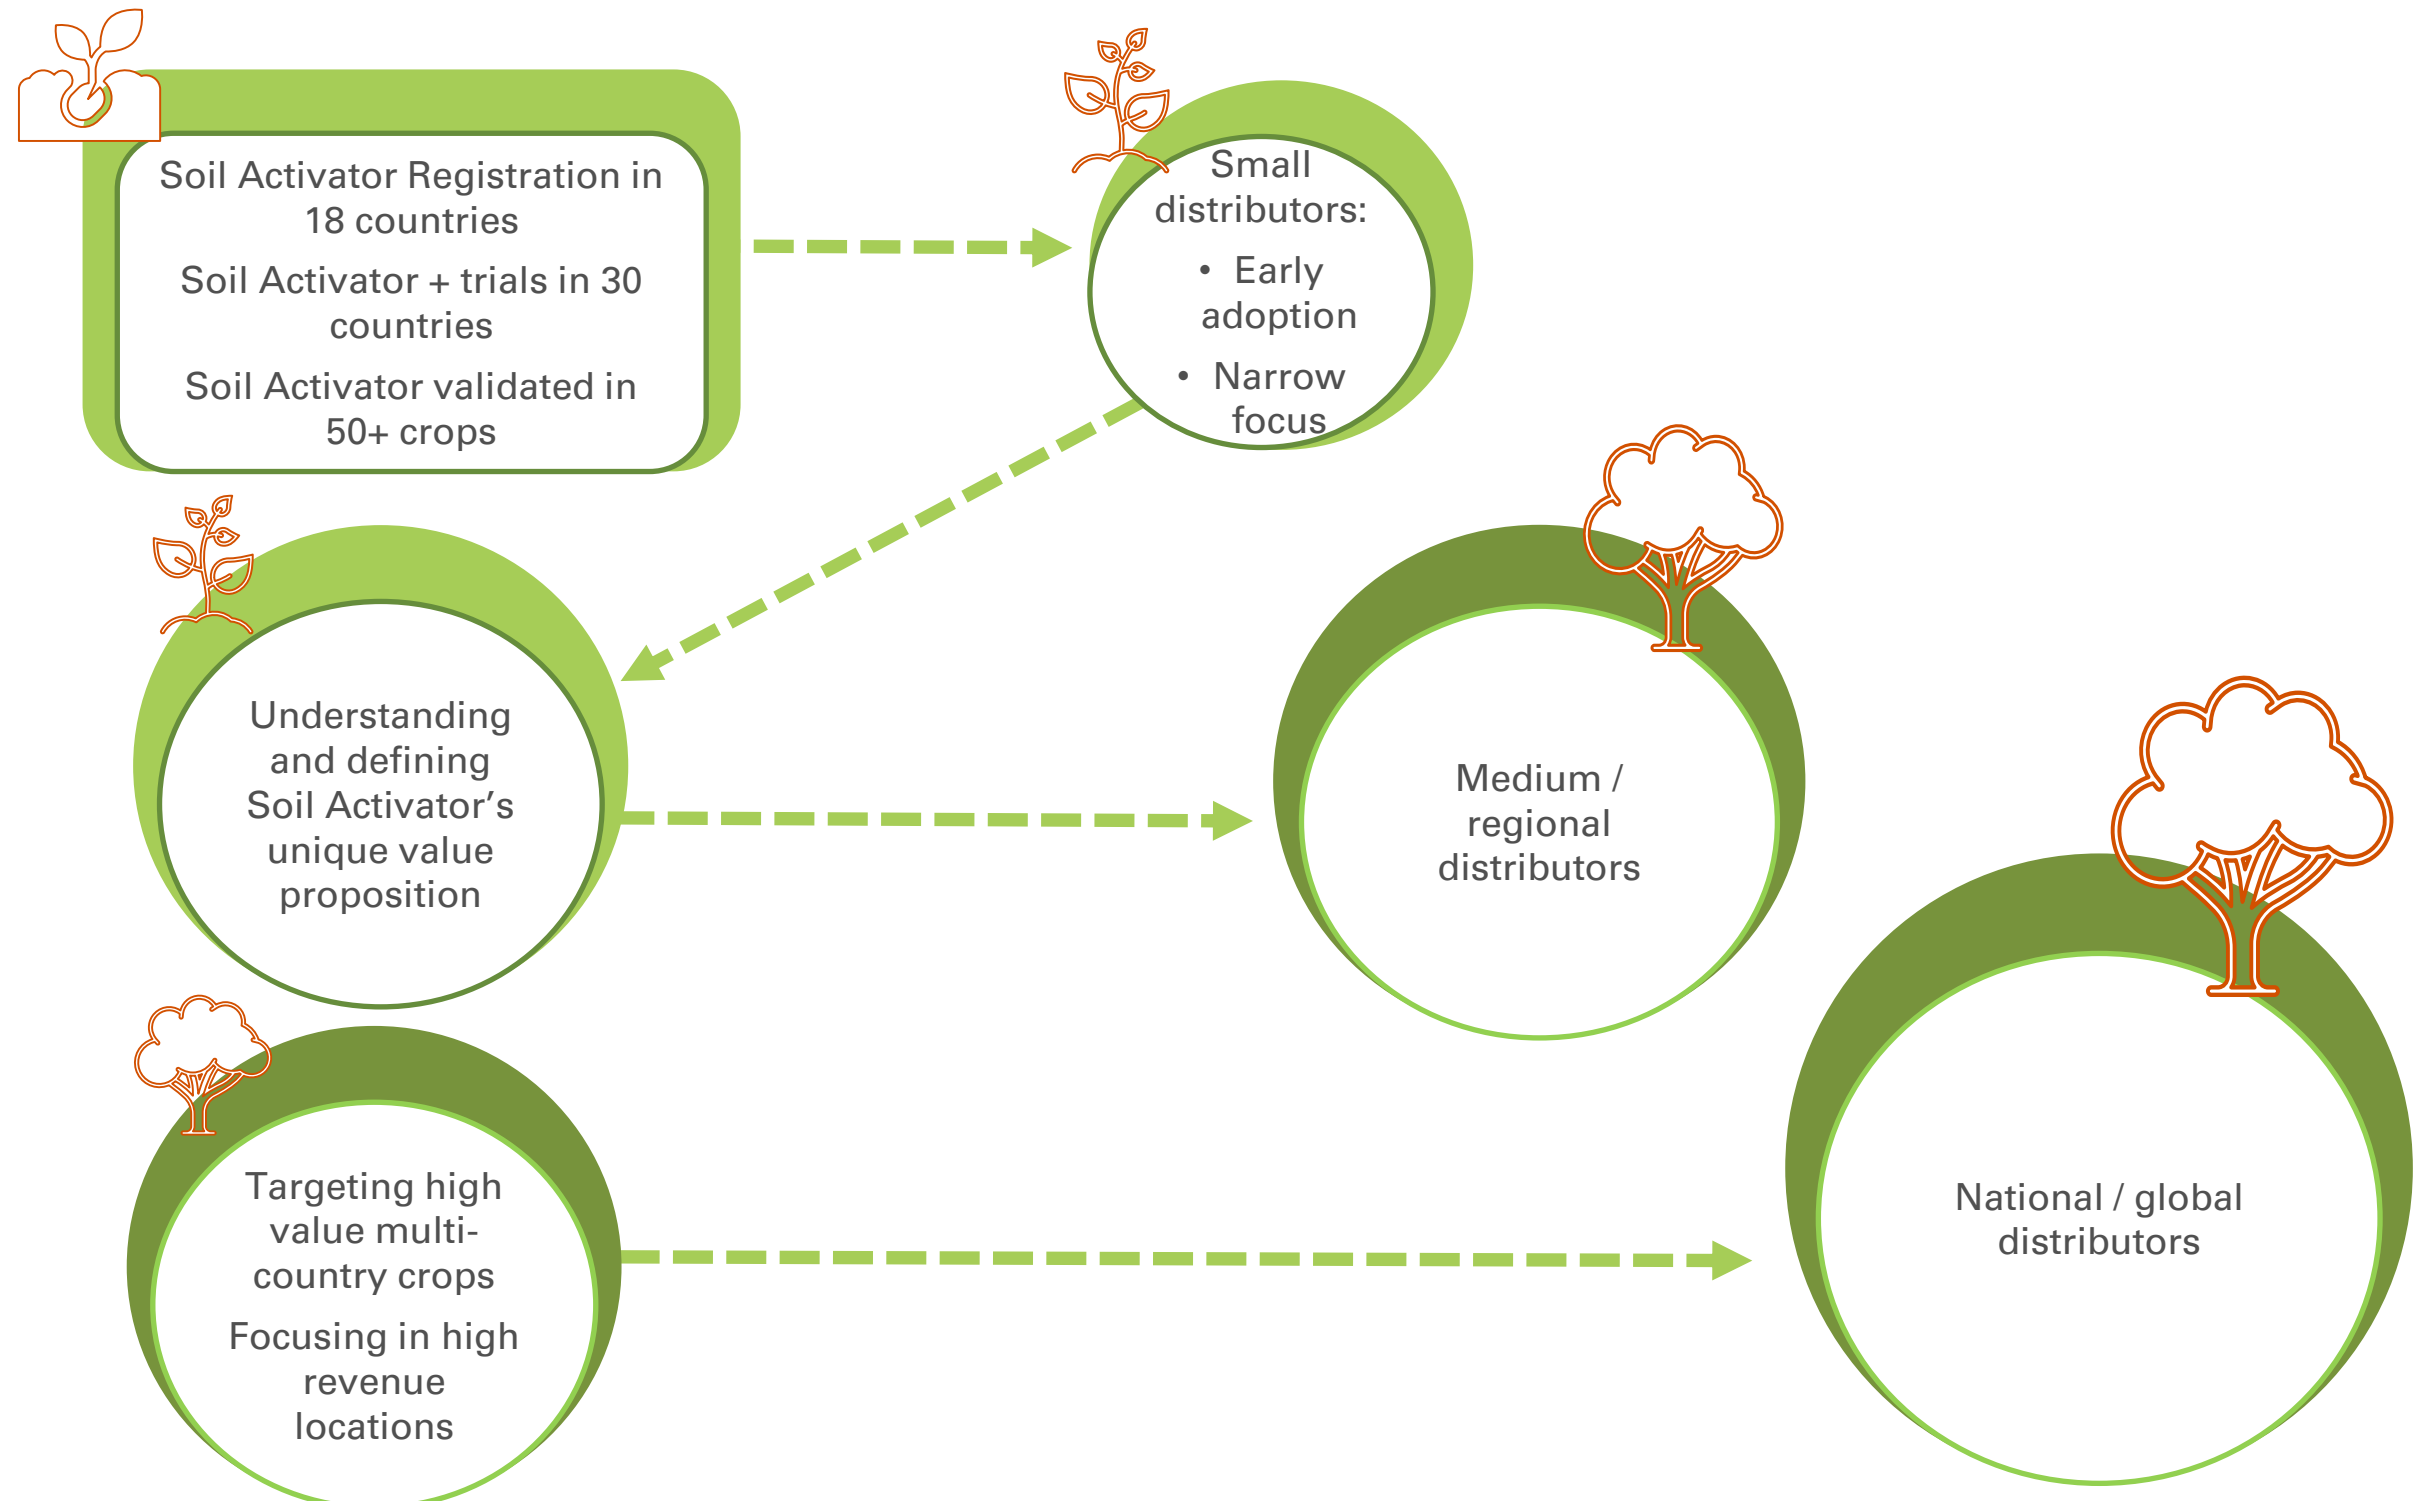 Soil Activator Registration in
18 countries
Soil Activator + trials in 30
countries
Soil Activator validated in
50+ crops
Small
distributors:
• Early
adoption
• Narrow
focus
Understanding
and defining
Soil Activator’s
unique value
proposition
Medium /
regional
distributors
Targeting high
value multi-
country crops
Focusing in high
revenue
locations
National / global
distributors